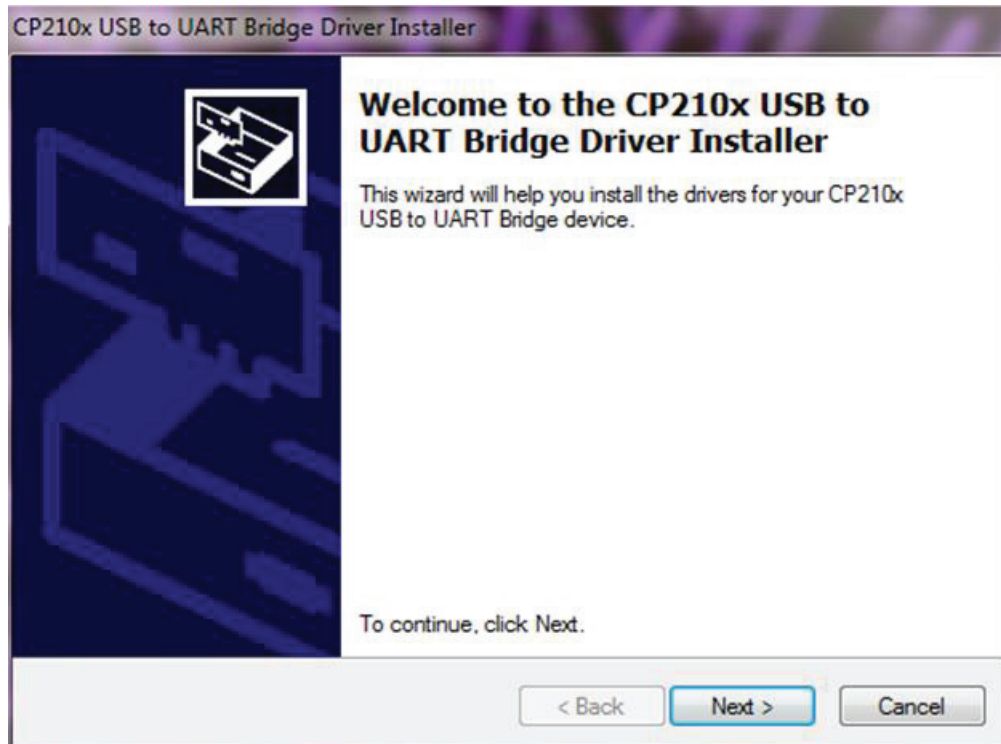 CP210x USB to UART Bridge Driver Installer
Welcome to the CP210x USB to
UART Bridge Driver Installer
This wizard will help you install the drivers for your CP210x
USB to UART Bridge device.
To continue, click Next.
< Back
Next >
Cancel